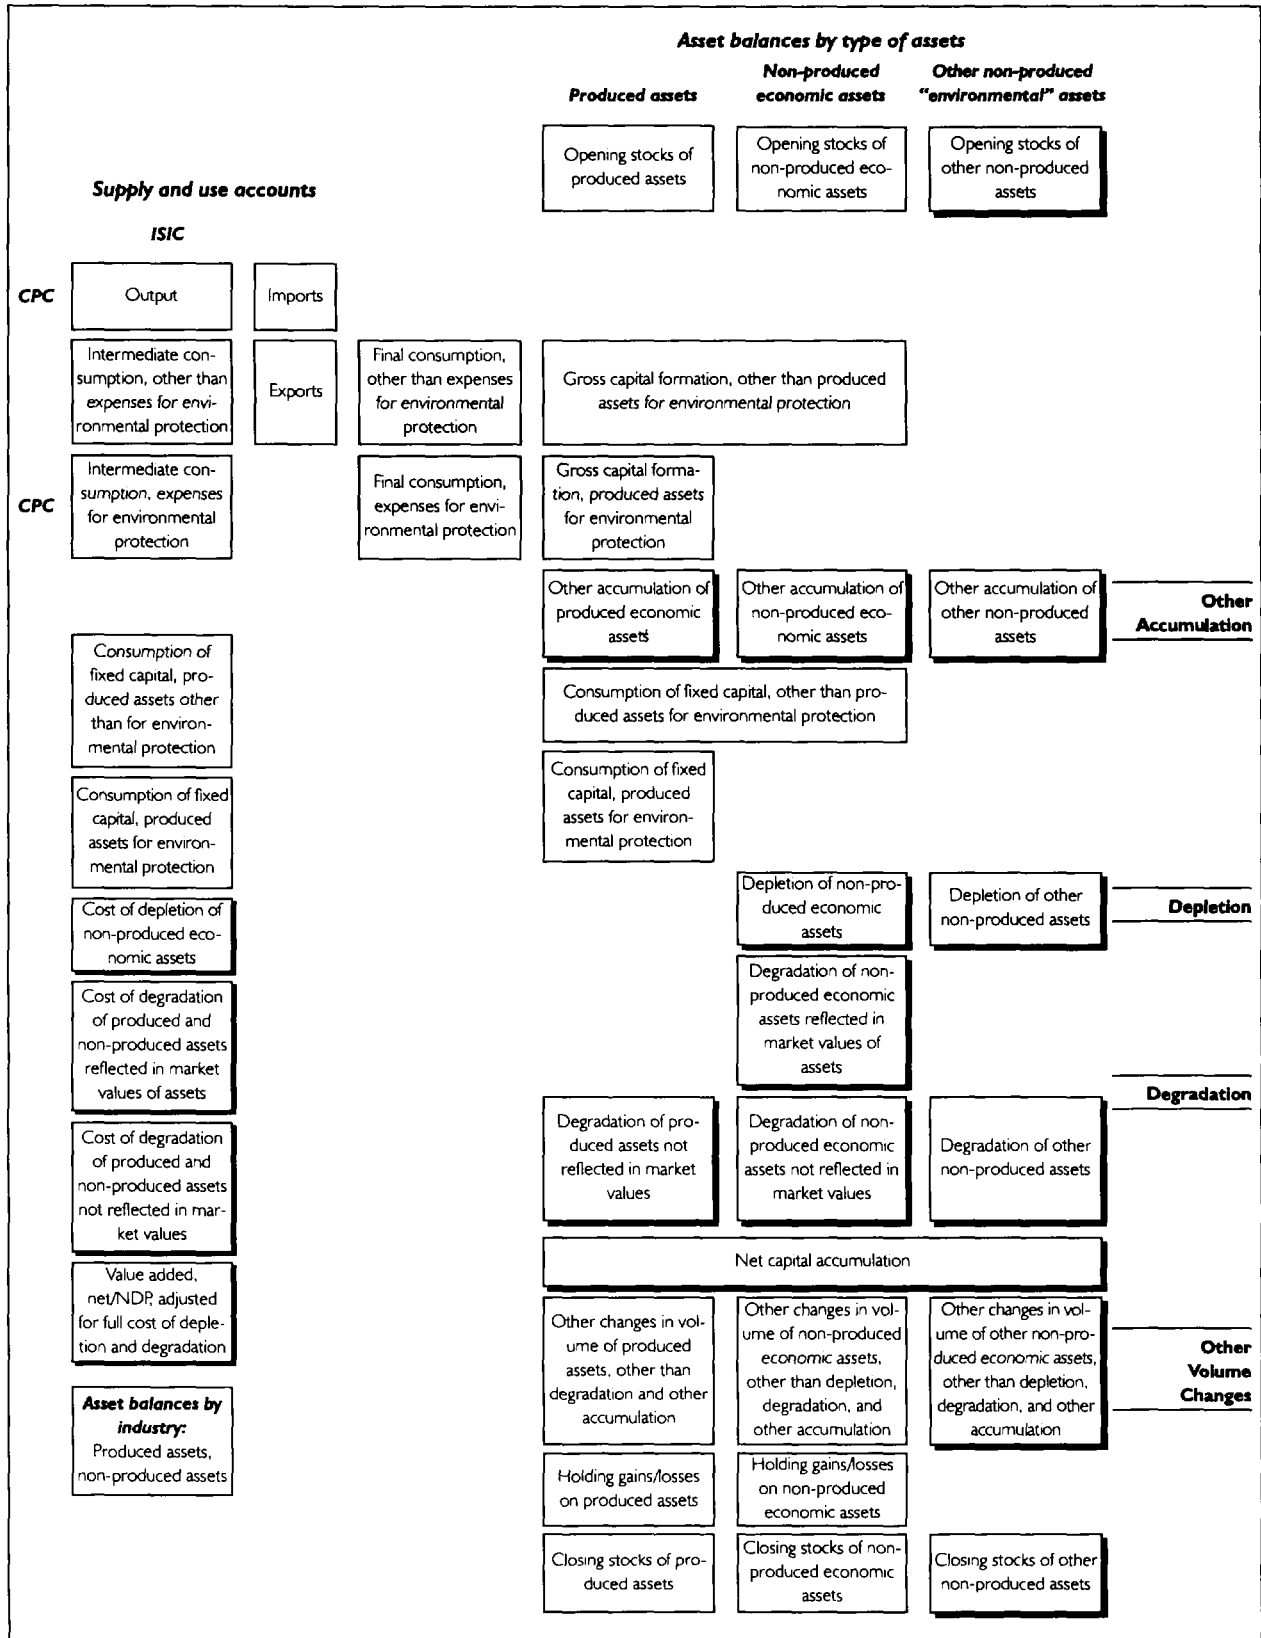 Asset balances by type of assets
Non-produced
economic assets
Other non-produced
"environmental" assets
Produced assets
Opening stocks of
produced assets
Opening stocks of
non-produced eco-
nomic assets
Opening stocks of
other non-produced
assets
Supply and use accounts
ISIC
CPC
Output
Imports
Intermediate con-
sumption, other than
expenses for envi-
ronmental protection
Exports
Final consumption,
other than expenses
for environmental
protection
Gross capital formation, other than produced
assets for environmental protection
CPC
Intermediate con-
sumption, expenses
for environmental
protection
Final consumption,
expenses for envi-
ronmental protection
Gross capital forma-
tion, produced assets
for environmental
protection
Other accumulation of
produced economic
assets
Other accumulation of
non-produced eco-
nomic assets
Other accumulation of
other non-produced
assets
Other
Accumulation
Consumption of
fixed capital, pro-
duced assets other
than for environ-
mental protection
Consumption of fixed capital, other than pro-
duced assets for environmental protection
Consumption of fixed
capital, produced
assets for environ-
mental protection
Consumption of fixed
capital, produced
assets for environ-
mental protection
Depletion of non-pro-
duced economic
assets
Depletion of other
non-produced assets
Depletion
Cost of depletion of
non-produced eco-
nomic assets
Degradation of non-
produced economic
assets reflected in
market values of
assets
Cost of degradation
of produced and
non-produced assets
reflected in market
values of assets
Degradation
Degradation of pro-
duced assets not
reflected in market
values
Degradation of non-
produced economic
assets not reflected in
market values
Degradation of other
non-produced assets
Cost of degradation
of produced and
non-produced assets
not reflected in mar-
ket values
Net capital accumulation
Value added,
net/NDP, adjusted
for full cost of deple-
tion and degradation
Other changes in vol-
ume of produced
assets, other than
degradation and other
accumulation
Other changes in vol-
ume of non-produced
economic assets,
other than depletion,
degradation, and
other accumulation
Other changes in vol-
ume of other non-pro-
duced economic assets,
other than depletion,
degradation, and other
accumulation
Other
Volume
Changes
Asset balances by
industry:
Produced assets,
non-produced assets
Holding gains/losses
on produced assets
Holding gains/losses
on non-produced
economic assets
Closing stocks of pro-
duced assets
Closing stocks of non-
produced economic
assets
Closing stocks of other
non-produced assets